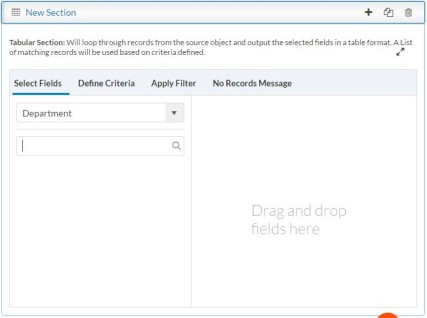 New Section
Tabular Section: Will loop through records from the source object and output the selected fields in a table format. A List
of matching records will be used based on criteria defined.
Select Fields Define Criteria Apply Filter No Records Message
Department
Drag and drop
fields here